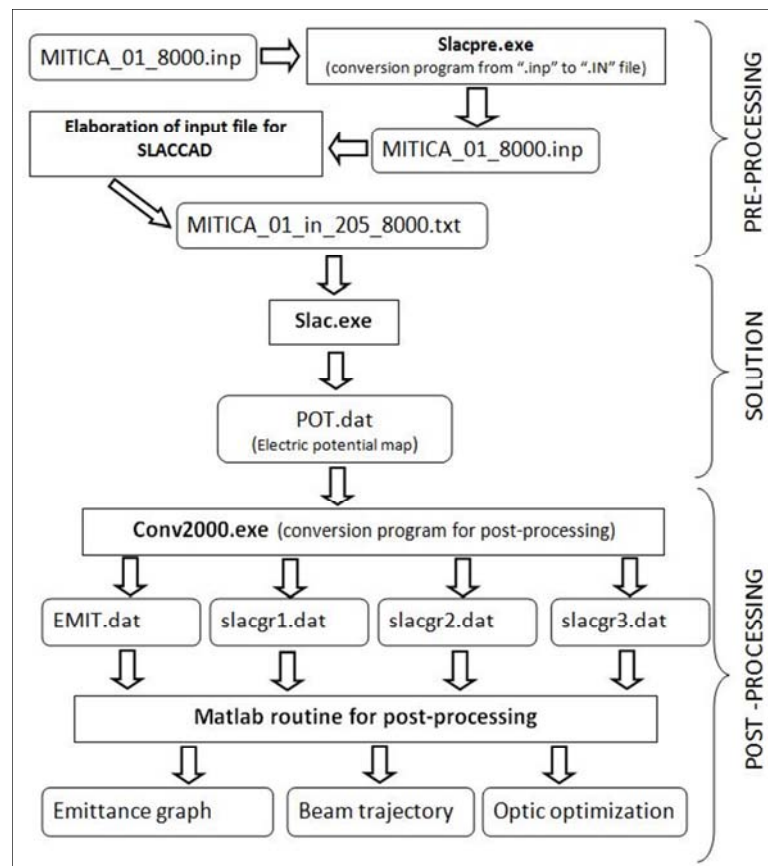 MITICA_01_8000.inp
Slacpre.exe
(conversion program from ".inp" to ".IN" file)
Elaboration of input file for
SLACCAD
MITICA_01_8000.inp
MITICA_01_in_205_8000.txt
PRE-PROCESSING
Slac.exe
POT.dat
(Electric potential map)
SOLUTION
Conv2000.exe (conversion program for post-processing)
EMIT.dat
slacgr1.dat
slacgr2.dat
slacgr3.dat
Matlab routine for post-processing
Emittance graph
Beam trajectory
Optic optimization
POST -PROCESSING